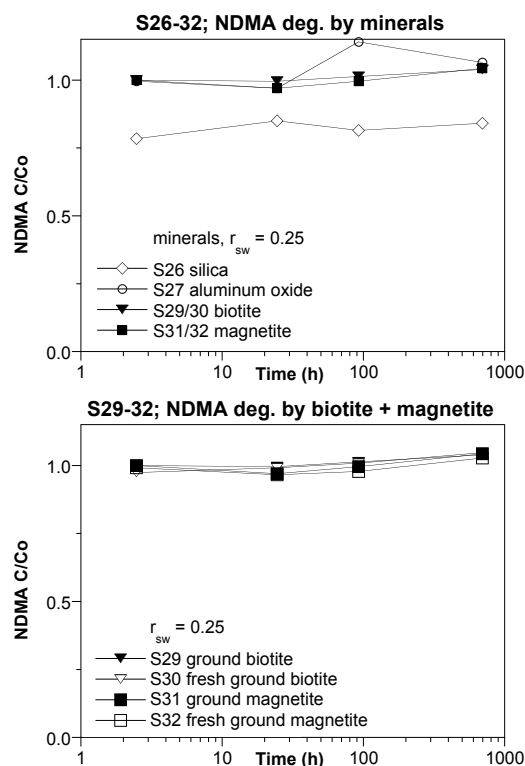 S26-32; NDMA deg. by minerals
NDMA C/Co
1.0
0.5
0.0
minerals, r_sw = 0.25
S26 silica
S27 aluminum oxide
S29/30 biotite
S31/32 magnetite
1 10 100 1000
Time (h)
S29-32; NDMA deg. by biotite + magnetite
NDMA C/Co
1.0
0.5
0.0
r_sw = 0.25
S29 ground biotite
S30 fresh ground biotite
S31 ground magnetite
S32 fresh ground magnetite
1 10 100 1000
Time (h)